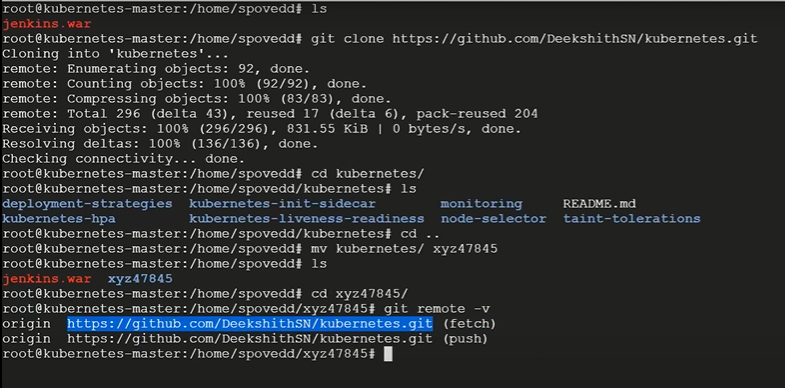 root@kubernetes-master:/home/spovedd# ls
jenkins.war
root@kubernetes-master:/home/spovedd# git clone https://github.com/DeekshithSN/kubernetes.git
Cloning into 'kubernetes'...
remote: Enumerating objects: 92, done.
remote: Counting objects: 100% (92/92), done.
remote: Compressing objects: 100% (83/83), done.
remote: Total 296 (delta 43), reused 17 (delta 6), pack-reused 204
Receiving objects: 100% (296/296), 831.55 KiB | 0 bytes/s, done.
Resolving deltas: 100% (136/136), done.
Checking connectivity... done.
root@kubernetes-master:/home/spovedd# cd kubernetes/
root@kubernetes-master:/home/spovedd/kubernetes# ls
deployment-strategies  kubernetes-init-sidecar        monitoring     README.md
kubernetes-hpa         kubernetes-liveness-readiness  node-selector  taint-tolerations
root@kubernetes-master:/home/spovedd/kubernetes# cd ..
root@kubernetes-master:/home/spovedd# mv kubernetes/ xyz47845
root@kubernetes-master:/home/spovedd# ls
jenkins.war  xyz47845
root@kubernetes-master:/home/spovedd# cd xyz47845/
root@kubernetes-master:/home/spovedd/xyz47845# git remote -v
origin  https://github.com/DeekshithSN/kubernetes.git (fetch)
origin  https://github.com/DeekshithSN/kubernetes.git (push)
root@kubernetes-master:/home/spovedd/xyz47845#